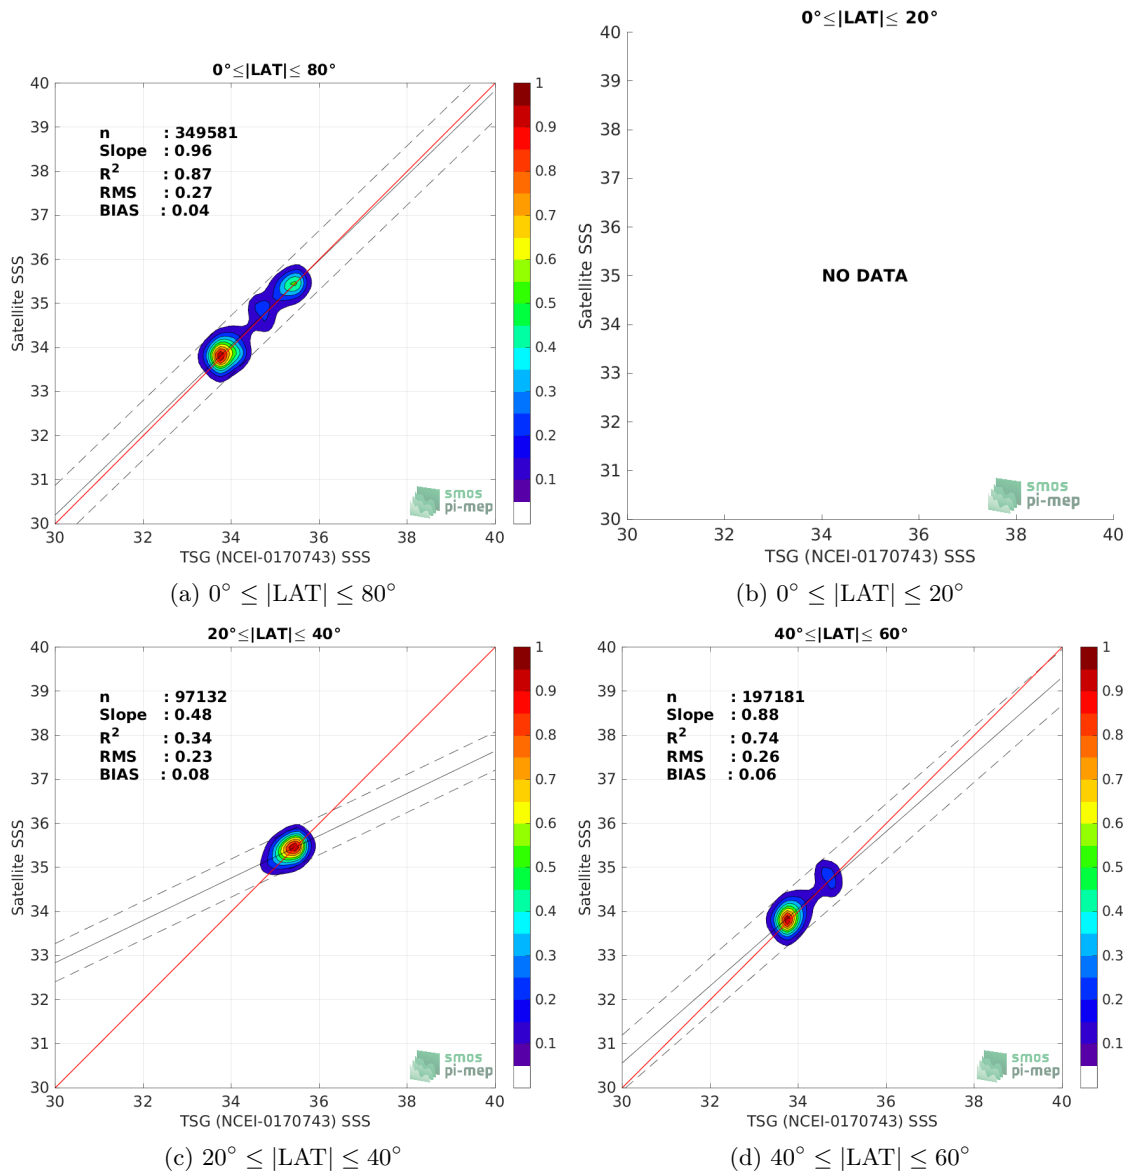 0°≤|LAT|≤ 80°
40
39
38
37
36
35
34
33
32
31
30
30
32
34
36
38
40
Satellite SSS
TSG (NCEI-0170743) SSS
n : 349581
Slope : 0.96
R² : 0.87
RMS : 0.27
BIAS : 0.04
1
0.9
0.8
0.7
0.6
0.5
0.4
0.3
0.2
0.1
smos
pi-mep
(a) 0° ≤ |LAT| ≤ 80°
0°≤|LAT|≤ 20°
40
39
38
37
36
35
34
33
32
31
30
30
32
34
36
38
40
Satellite SSS
TSG (NCEI-0170743) SSS
NO DATA
smos
pi-mep
(b) 0° ≤ |LAT| ≤ 20°
20°≤|LAT|≤ 40°
40
39
38
37
36
35
34
33
32
31
30
30
32
34
36
38
40
Satellite SSS
TSG (NCEI-0170743) SSS
n : 97132
Slope : 0.48
R² : 0.34
RMS : 0.23
BIAS : 0.08
1
0.9
0.8
0.7
0.6
0.5
0.4
0.3
0.2
0.1
smos
pi-mep
(c) 20° ≤ |LAT| ≤ 40°
40°≤|LAT|≤ 60°
40
39
38
37
36
35
34
33
32
31
30
30
32
34
36
38
40
Satellite SSS
TSG (NCEI-0170743) SSS
n : 197181
Slope : 0.88
R² : 0.74
RMS : 0.26
BIAS : 0.06
1
0.9
0.8
0.7
0.6
0.5
0.4
0.3
0.2
0.1
smos
pi-mep
(d) 40° ≤ |LAT| ≤ 60°